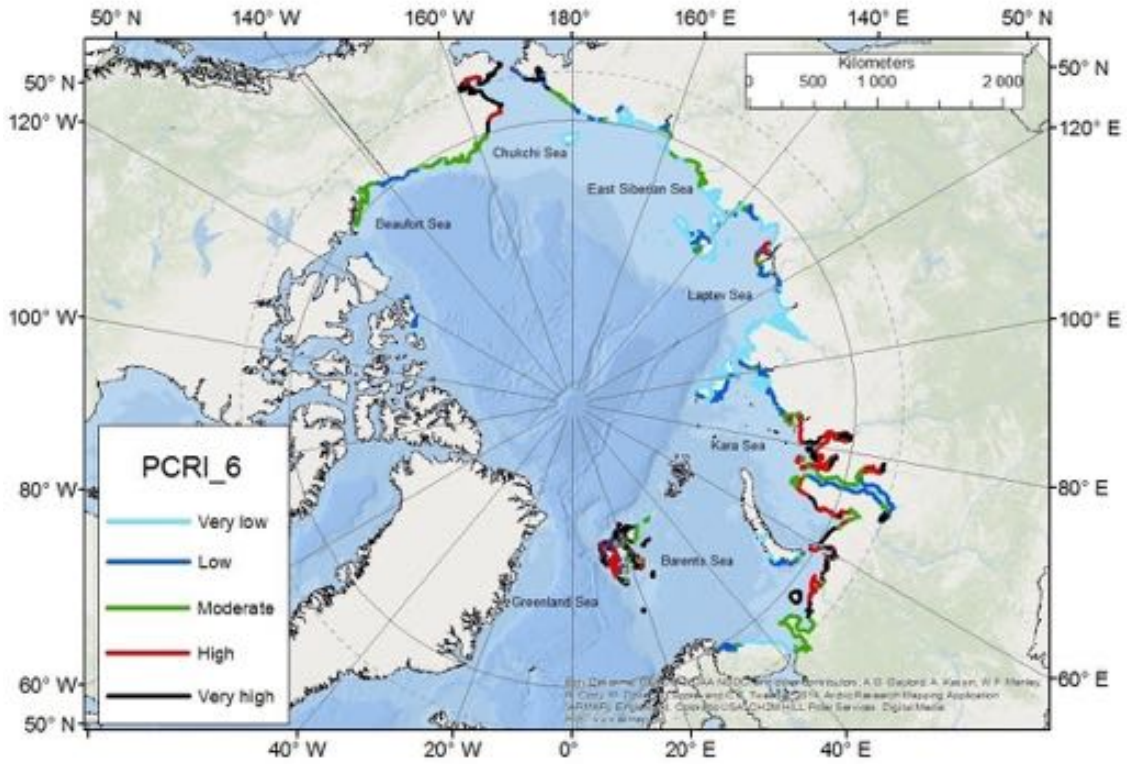 50° N 140° W 160° W 180° 160° E 140° E 50° N
Kilometers
0 500 1 000 2 000
50° N
50° N
120° W
120° E
Chukchi Sea
East Siberian Sea
Beaufort Sea
Laptev Sea
100° W
100° E
Kara Sea
PCRI_6
80° W
80° E
Very low
Low
Barents Sea
Moderate
Greenland Sea
High
60° W
60° E
Very high
50° N
40° W 20° W 0° 20° E 40° E